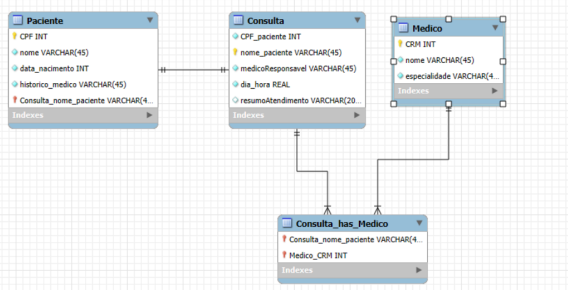 Paciente
CPF INT
nome VARCHAR(45)
data_nacimento INT
historico_medico VARCHAR(45)
Consulta_nome_paciente VARCHAR(4...
Indexes
Consulta
CPF_paciente INT
nome_paciente VARCHAR(45)
medicoResponsavel VARCHAR(45)
dia_hora REAL
resumoAtendimento VARCHAR(20...
Indexes
Medico
CRM INT
nome VARCHAR(45)
especialidade VARCHAR(4...
Indexes
Consulta_has_Medico
Consulta_nome_paciente VARCHAR(4...
Medico_CRM INT
Indexes